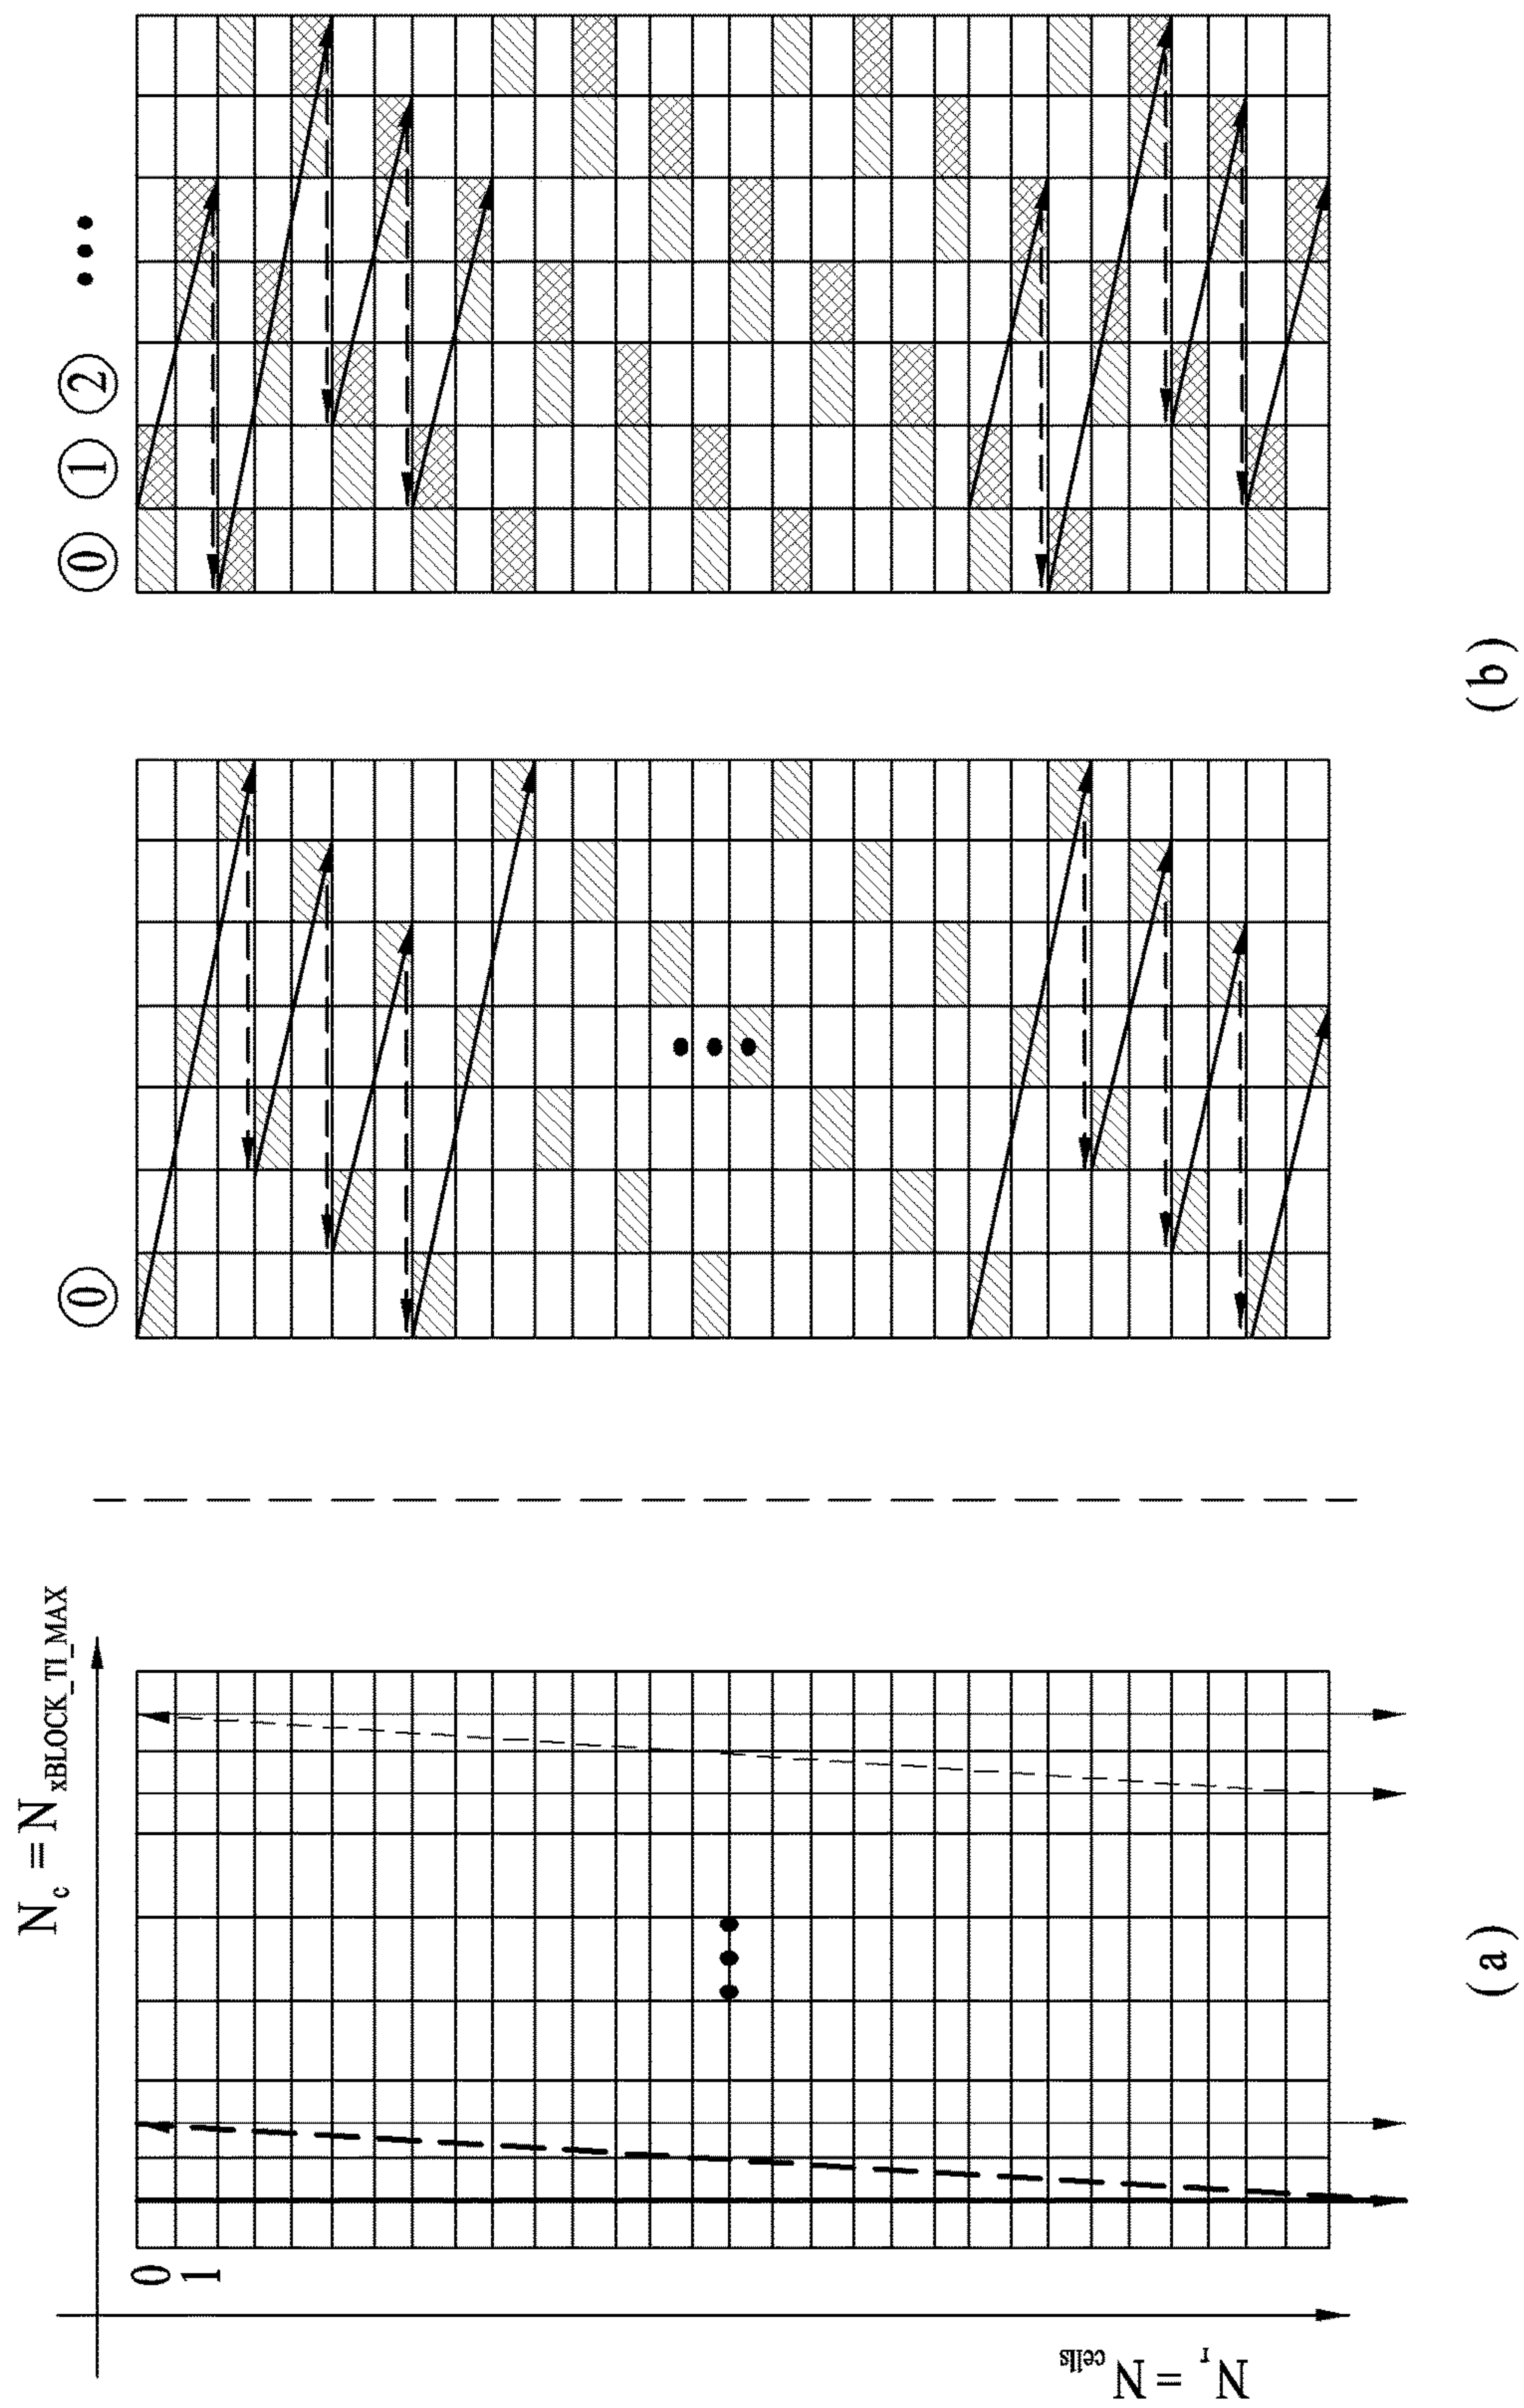 N_c = N_xBLOCK_TI_MAX
0
1
N_r = N_cells
(a)
⓪
⓪ ① ② •••
(b)